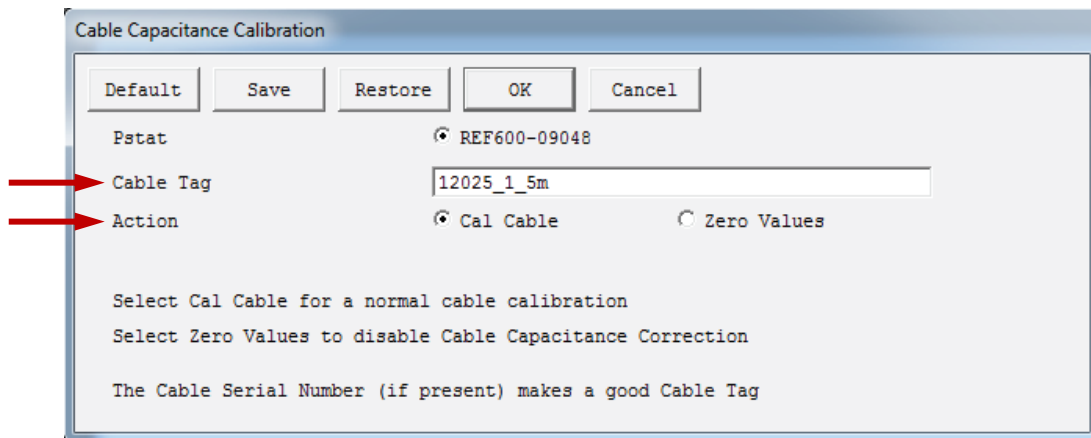 Cable Capacitance Calibration
Default Save Restore OK Cancel
Pstat REF600-09048
Cable Tag 12025_1_5m
Action Cal Cable Zero Values
Select Cal Cable for a normal cable calibration
Select Zero Values to disable Cable Capacitance Correction
The Cable Serial Number (if present) makes a good Cable Tag